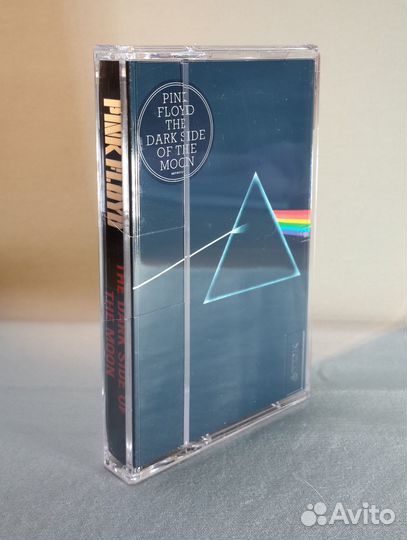 PINK FLOYD
THE DARK SIDE OF
THE MOON
PINK
FLOYD
THE
DARK SIDE
OF THE
MOON
Avito